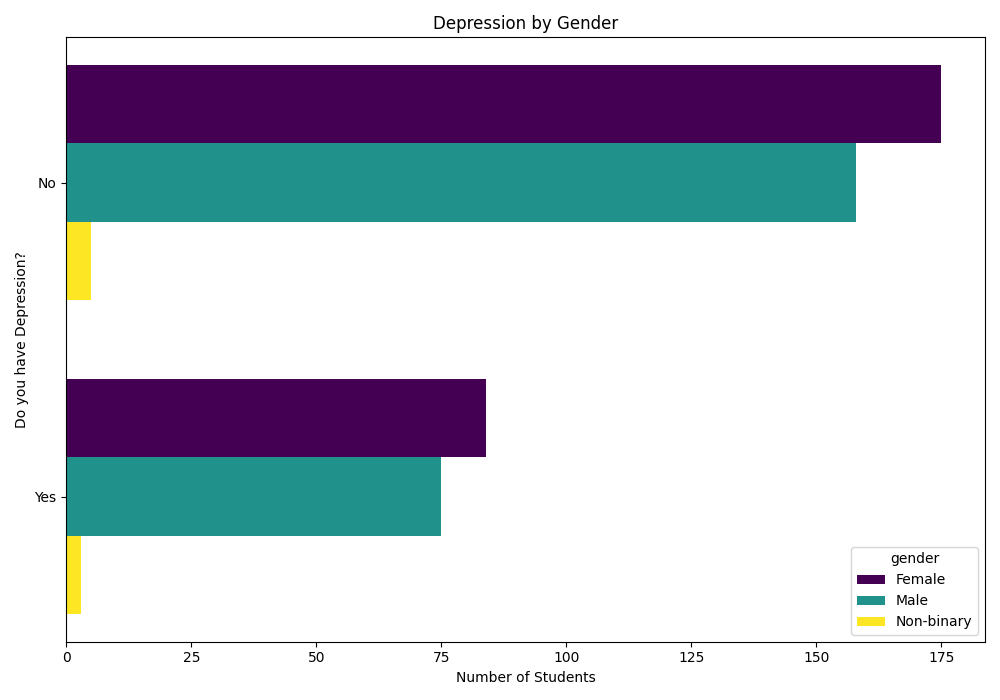 Depression by Gender
Do you have Depression?
No
Yes
0 25 50 75 100 125 150 175
Number of Students
gender
Female
Male
Non-binary